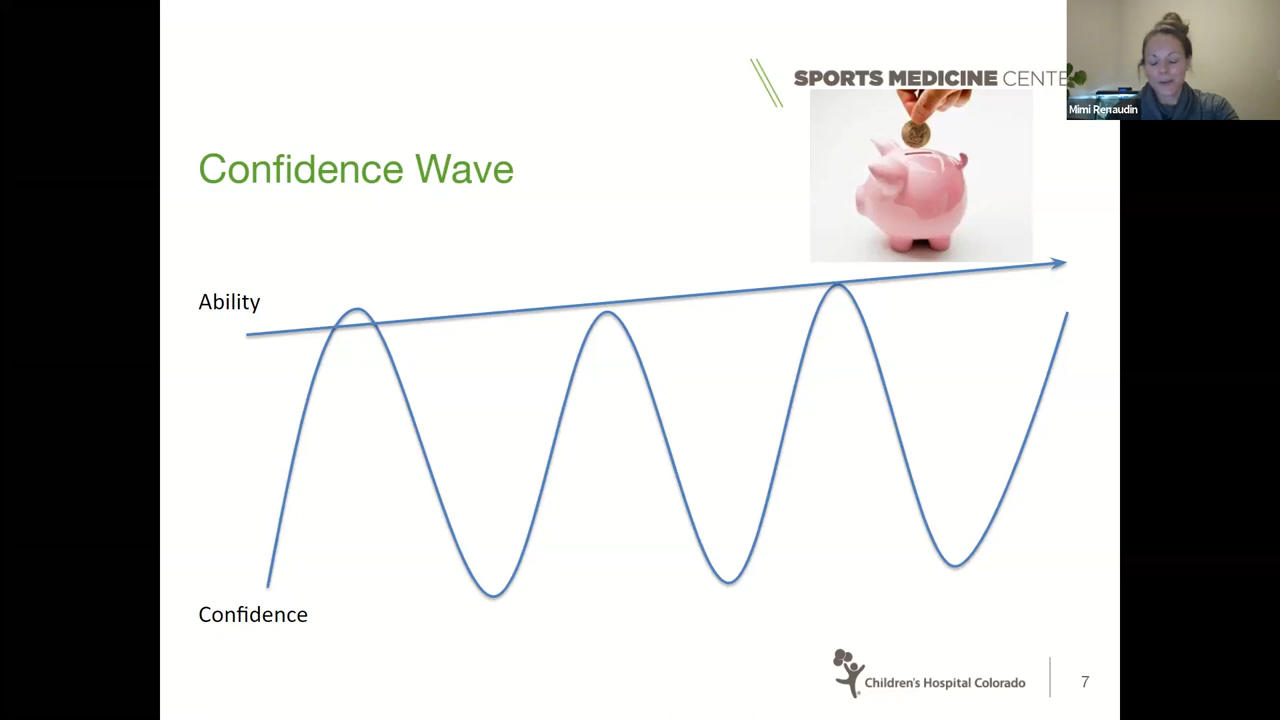 SPORTS MEDICINE CENTE
Mimi Renaudin
Confidence Wave
Ability
Confidence
Children's Hospital Colorado
7